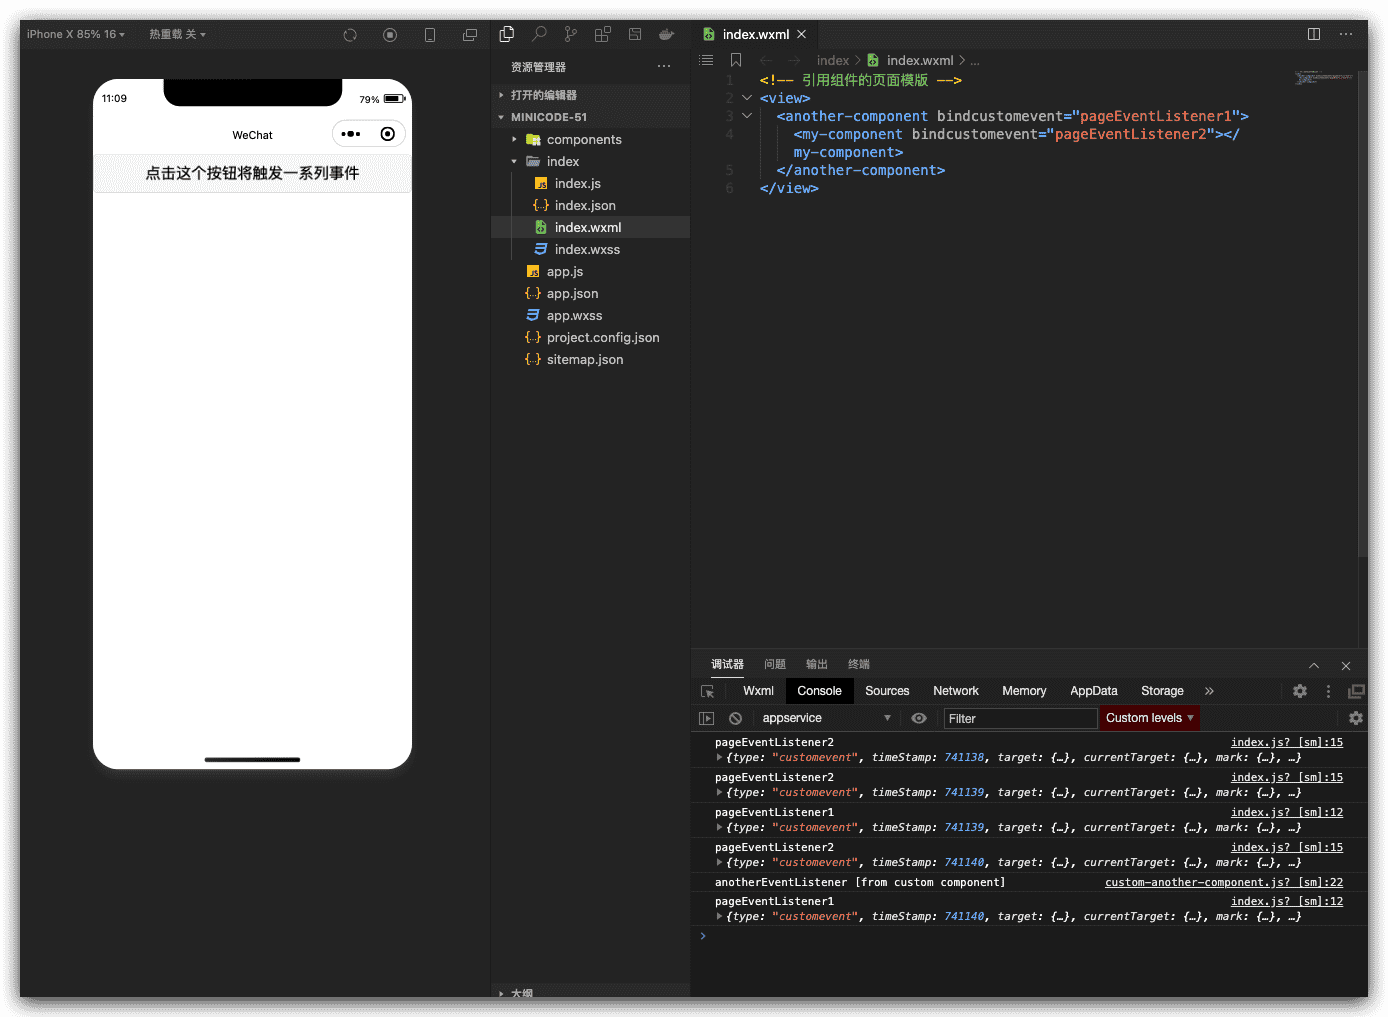 iPhone X 85% 16
热重载 关
11:09
79%
WeChat
点击这个按钮将触发一系列事件
资源管理器
打开的编辑器
MINICODE-51
components
index
index.js
index.json
index.wxml
index.wxss
app.js
app.json
app.wxss
project.config.json
sitemap.json
大纲
index.wxml
index > index.wxml > ...
1 <!-- 引用组件的页面模版 -->
2 <view>
3 <another-component bindcustomevent="pageEventListener1">
4 <my-component bindcustomevent="pageEventListener2"></
my-component>
5 </another-component>
6 </view>
调试器 问题 输出 终端
Wxml Console Sources Network Memory AppData Storage »
appservice Filter Custom levels
pageEventListener2 index.js? [sm]:15
{type: "customevent", timeStamp: 741138, target: {…}, currentTarget: {…}, mark: {…}, …}
pageEventListener2 index.js? [sm]:15
{type: "customevent", timeStamp: 741139, target: {…}, currentTarget: {…}, mark: {…}, …}
pageEventListener1 index.js? [sm]:12
{type: "customevent", timeStamp: 741139, target: {…}, currentTarget: {…}, mark: {…}, …}
pageEventListener2 index.js? [sm]:15
{type: "customevent", timeStamp: 741140, target: {…}, currentTarget: {…}, mark: {…}, …}
anotherEventListener [from custom component] custom-another-component.js? [sm]:22
pageEventListener1 index.js? [sm]:12
{type: "customevent", timeStamp: 741140, target: {…}, currentTarget: {…}, mark: {…}, …}